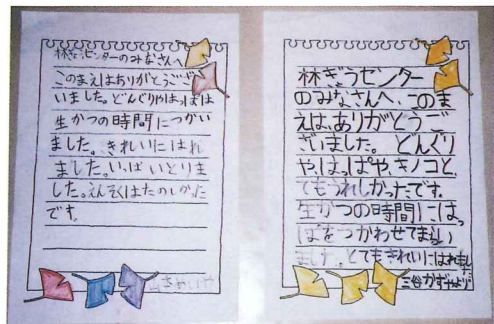 林ぎょうセンターのみなさんへ
このまえはありがとうござ
いました。どんぐりやはっぱは
生かつの時間につかい
ました。きれいにはれ
ました。いっぱいとりま
した。えんそくはたのしかった
です。
林ぎょうセンター
のみなさんへ、このま
えは、ありがとうご
ざいました。どんぐり
や、はっぱや、キノコと
てもうれしかったです。
生かつの時間には、っ
ぱをつかわせてもらい
ました。とてもきれいにはれました。